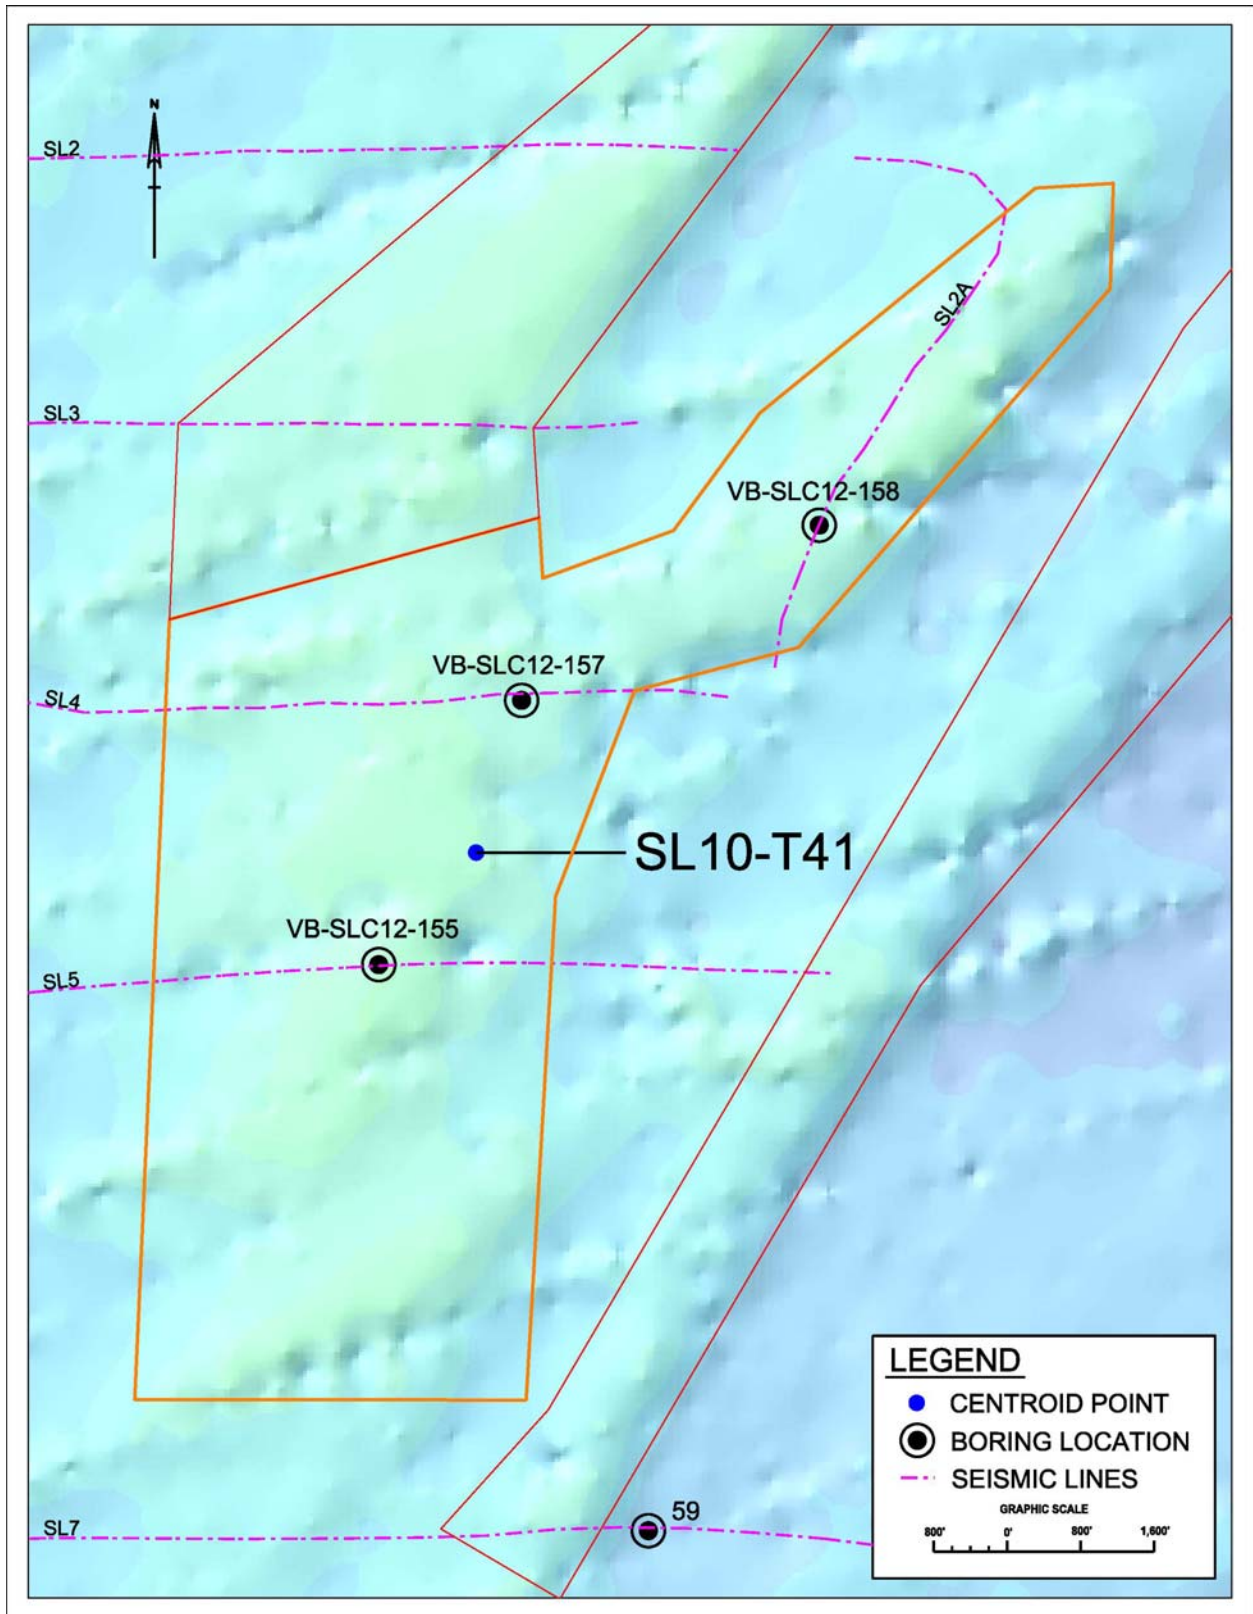 N
SL2
SL2A
SL3
VB-SLC12-158
VB-SLC12-157
SL4
SL10-T41
VB-SLC12-155
SL5
LEGEND
CENTROID POINT
BORING LOCATION
SEISMIC LINES
GRAPHIC SCALE
800' 0' 800' 1,600'
59
SL7